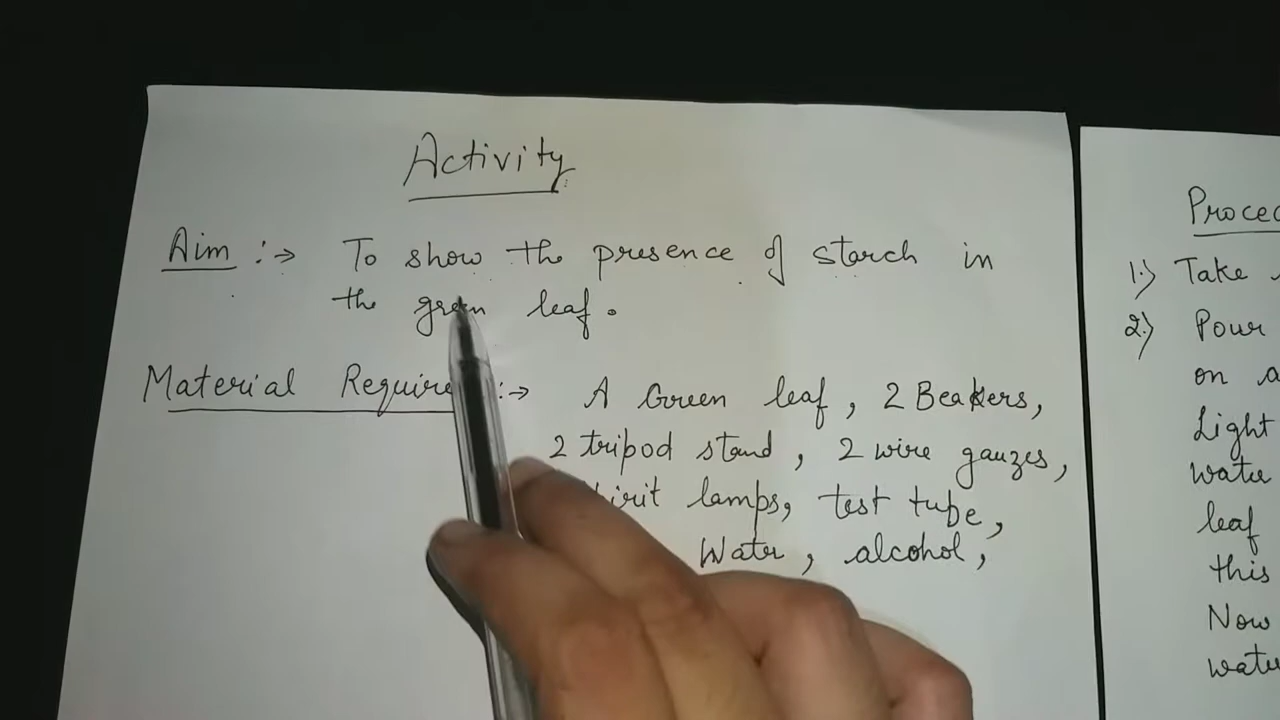 Activity
Aim :→ To show the presence of starch in
the green leaf.
Material Require :→ A Green leaf, 2 Beakers,
2 tripod stand, 2 wire gauzes,
lamps, test tube,
Water, alcohol,
Proce
1.) Take
2.) Pour
on a
Light
wate
leaf
this
Now
wate